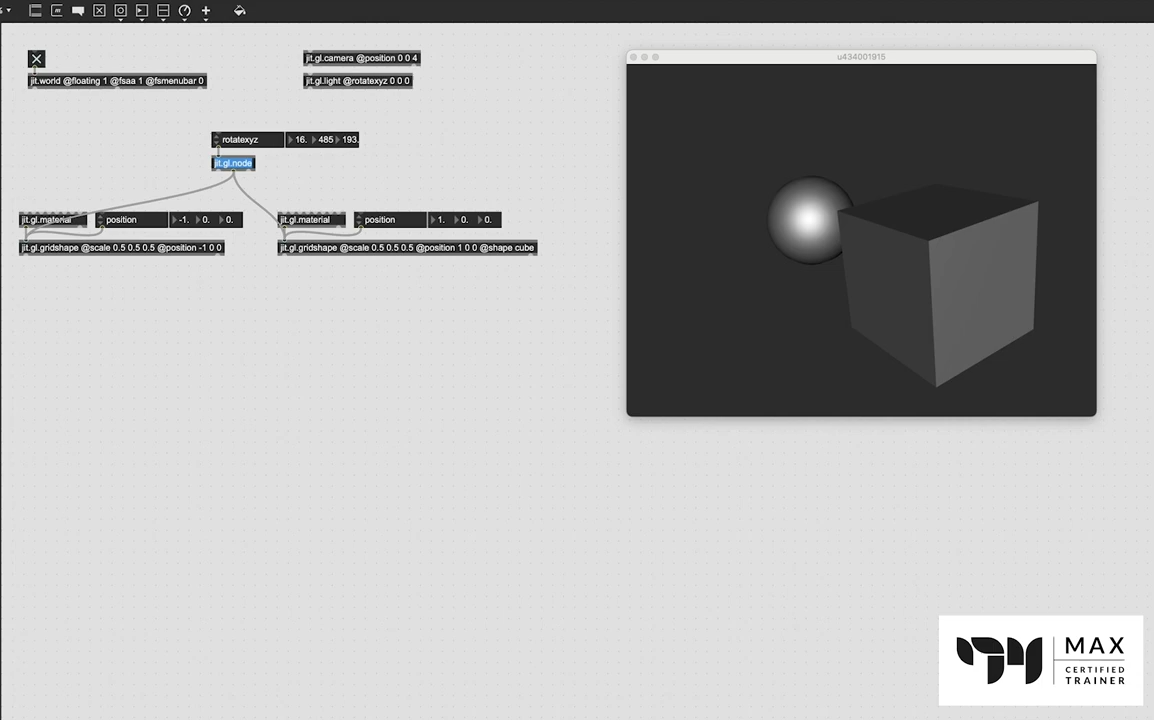 jit.world @floating 1 @fsaa 1 @fsmenubar 0
jit.gl.camera @position 0 0 4
jit.gl.light @rotatexyz 0 0 0
u434001915
rotatexyz 16. 485 193.
jit.gl.node
jit.gl.material position -1. 0. 0.
jit.gl.material position 1. 0. 0.
jit.gl.gridshape @scale 0.5 0.5 0.5 @position -1 0 0
jit.gl.gridshape @scale 0.5 0.5 0.5 @position 1 0 0 @shape cube
MAX
CERTIFIED
TRAINER